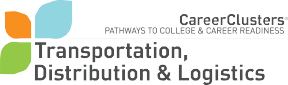 CareerClusters®
PATHWAYS TO COLLEGE & CAREER READINESS
Transportation,
Distribution & Logistics